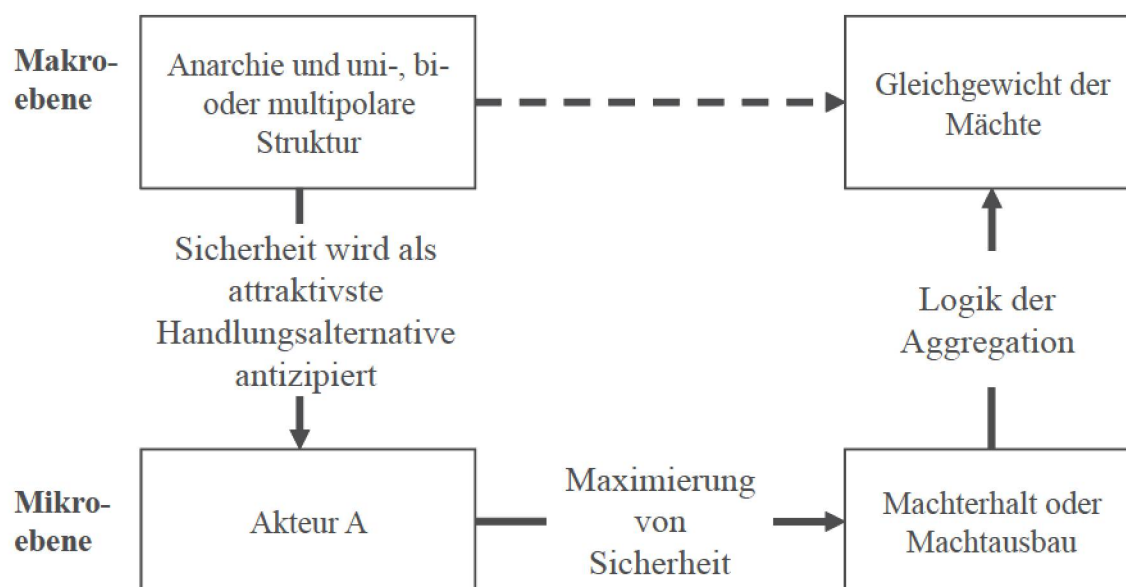 Makro-
ebene
Anarchie und uni-, bi-
oder multipolare
Struktur
Gleichgewicht der
Mächte
Sicherheit wird als
attraktivste
Handlungsalternative
antizipiert
Logik der
Aggregation
Mikro-
ebene
Akteur A
Maximierung
von
Sicherheit
Machterhalt oder
Machtausbau